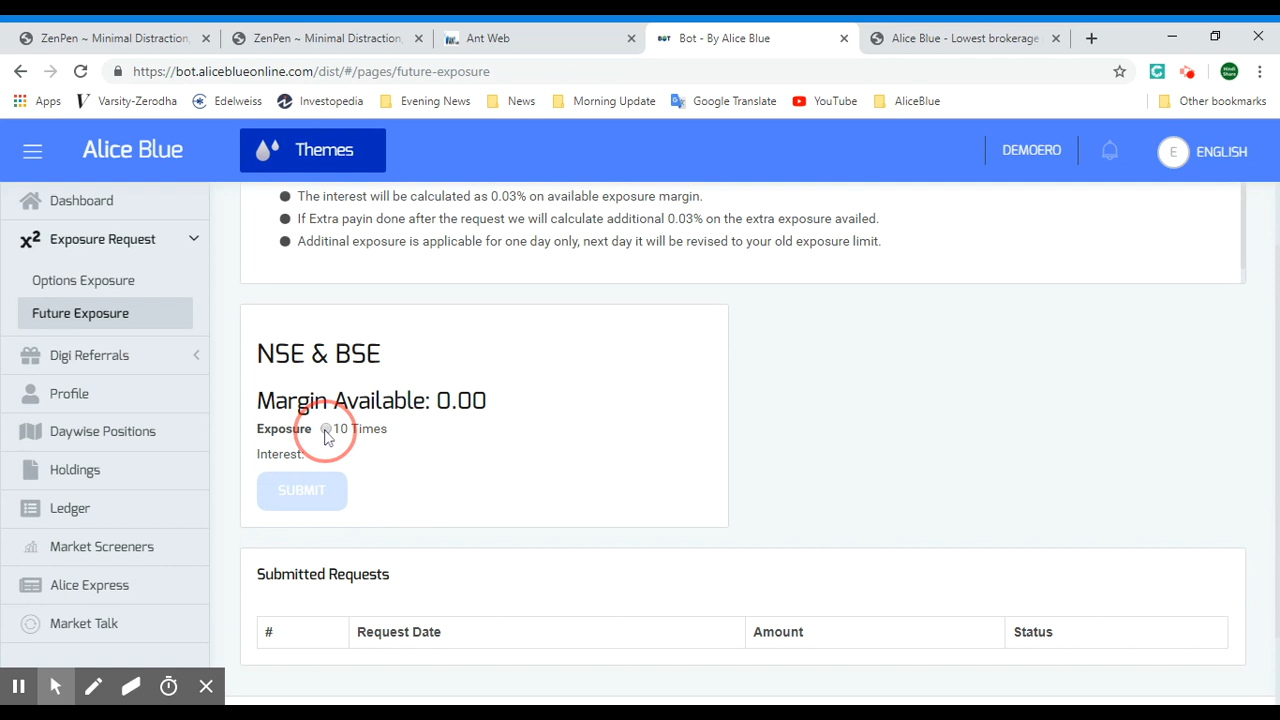 ZenPen ~ Minimal Distraction,
ZenPen ~ Minimal Distraction,
Ant Web
BOT Bot - By Alice Blue
Alice Blue - Lowest brokerage
https://bot.aliceblueonline.com/dist/#/pages/future-exposure
Apps
Varsity-Zerodha
Edelweiss
Investopedia
Evening News
News
Morning Update
Google Translate
YouTube
AliceBlue
Other bookmarks
Alice Blue
Themes
DEMOERO
E ENGLISH
Dashboard
x² Exposure Request
Options Exposure
Future Exposure
Digi Referrals
Profile
Daywise Positions
Holdings
Ledger
Market Screeners
Alice Express
Market Talk
The interest will be calculated as 0.03% on available exposure margin.
If Extra payin done after the request we will calculate additional 0.03% on the extra exposure availed.
Additinal exposure is applicable for one day only, next day it will be revised to your old exposure limit.
NSE & BSE
Margin Available: 0.00
Exposure 10 Times
Interest:
SUBMIT
Submitted Requests
# Request Date Amount Status